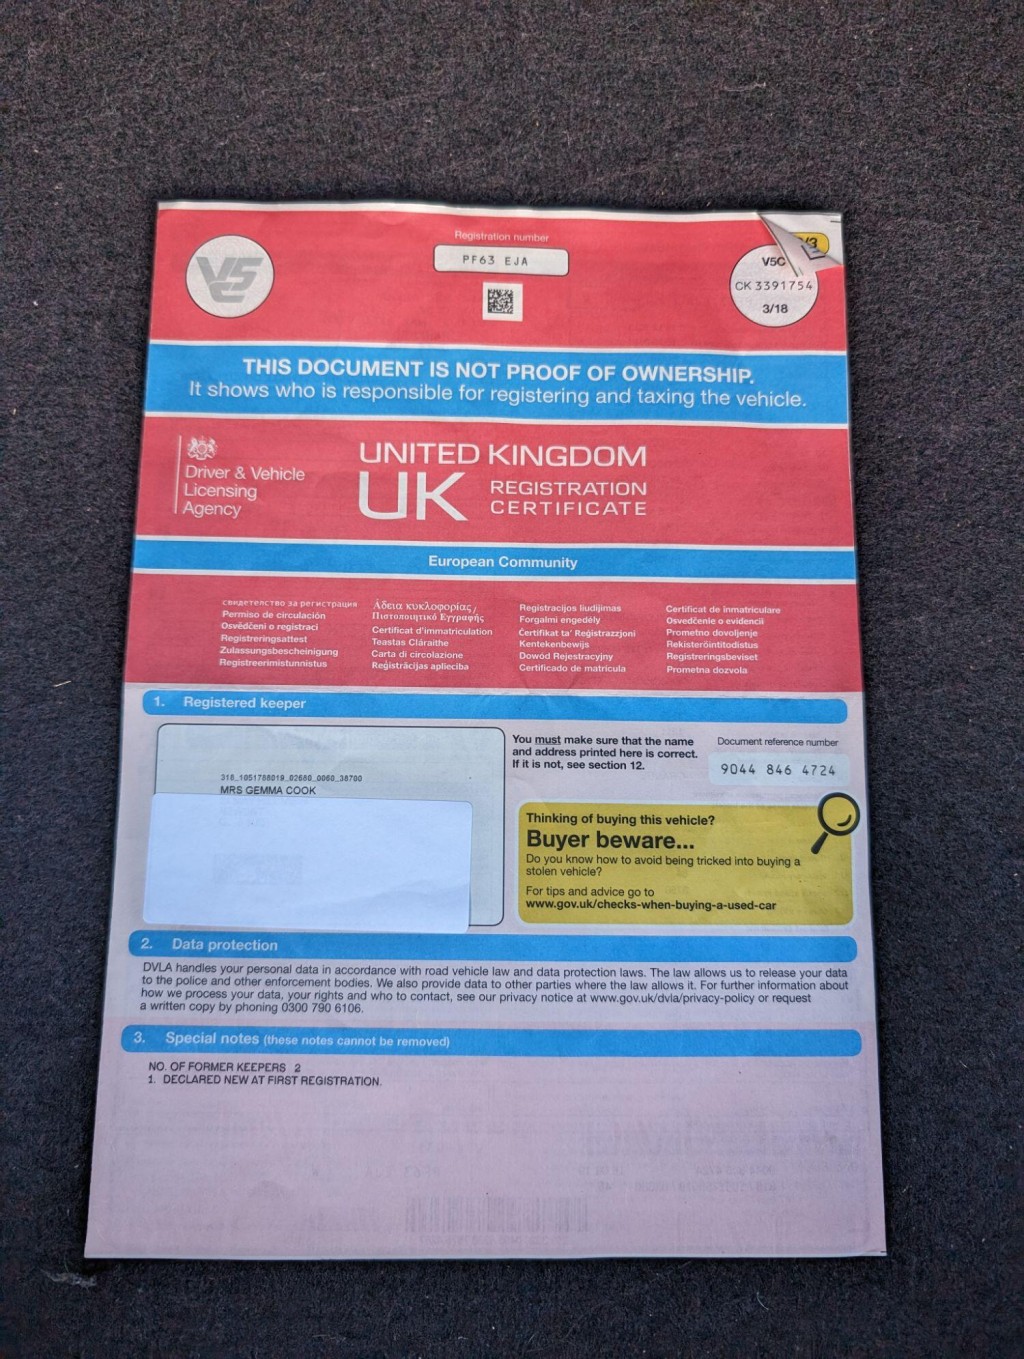 Registration number
PF63 EJA
V5C
/3
V5C
CK 3391754
3/18
THIS DOCUMENT IS NOT PROOF OF OWNERSHIP.
It shows who is responsible for registering and taxing the vehicle.
Driver & Vehicle
Licensing
Agency
UNITED KINGDOM
UK REGISTRATION
CERTIFICATE
European Community
свидетелство за регистрация
Permiso de circulación
Osvědčení o registraci
Registreringsattest
Zulassungsbescheinigung
Registreerimistunnistus
Άδεια κυκλοφορίας /
Πιστοποιητικό Εγγραφής
Certificat d'immatriculation
Teastas Cláraithe
Carta di circolazione
Reģistrācijas apliecība
Registracijos liudijimas
Forgalmi engedély
Ċertifikat ta' Reġistrazzjoni
Kentekenbewijs
Dowód Rejestracyjny
Certificado de matrícula
Certificat de inmatriculare
Osvedčenie o evidencii
Prometno dovoljenje
Rekisteröintitodistus
Registreringsbeviset
Prometna dozvola
1. Registered keeper
318_1051788019_02680_0060_38700
MRS GEMMA COOK
You must make sure that the name
and address printed here is correct.
If it is not, see section 12.
Document reference number
9044 846 4724
Thinking of buying this vehicle?
Buyer beware...
Do you know how to avoid being tricked into buying a
stolen vehicle?
For tips and advice go to
www.gov.uk/checks-when-buying-a-used-car
2. Data protection
DVLA handles your personal data in accordance with road vehicle law and data protection laws. The law allows us to release your data
to the police and other enforcement bodies. We also provide data to other parties where the law allows it. For further information about
how we process your data, your rights and who to contact, see our privacy notice at www.gov.uk/dvla/privacy-policy or request
a written copy by phoning 0300 790 6106.
3. Special notes (these notes cannot be removed)
NO. OF FORMER KEEPERS 2
1. DECLARED NEW AT FIRST REGISTRATION.